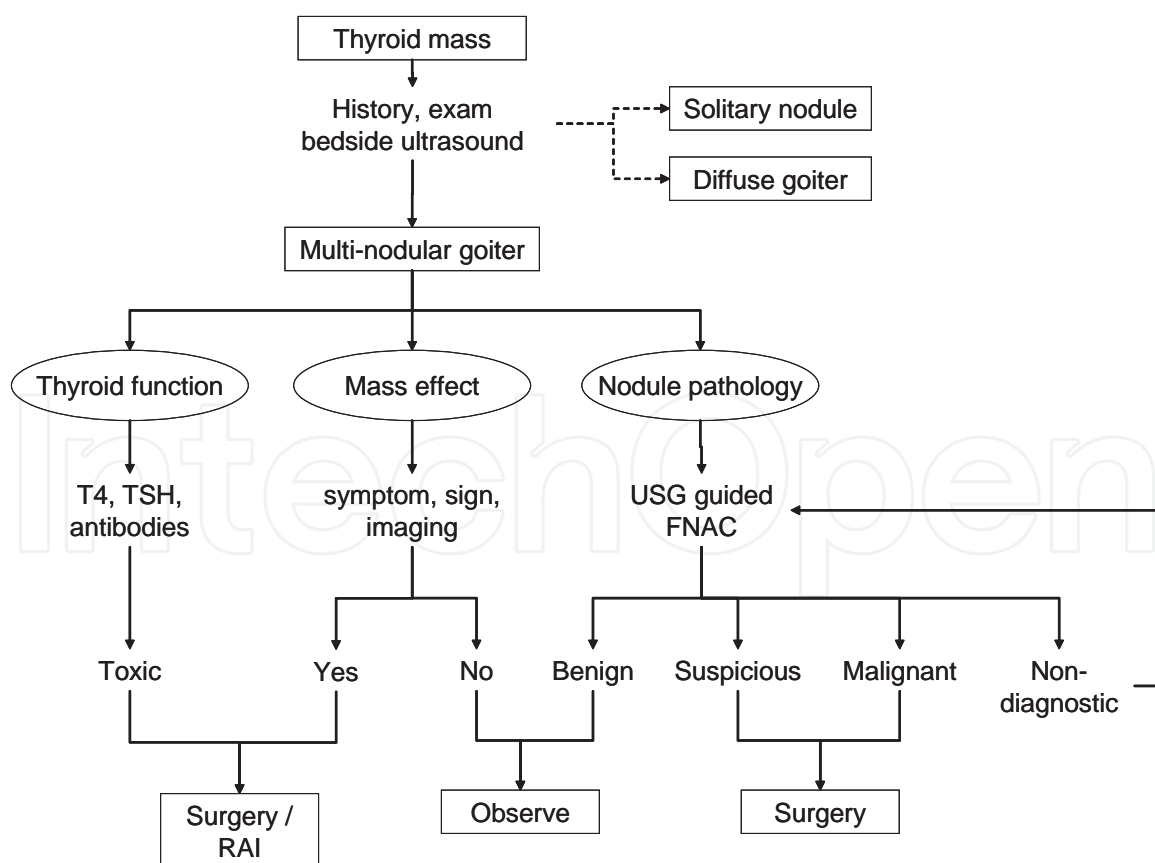 Thyroid mass
History, exam
bedside ultrasound
Solitary nodule
Diffuse goiter
Multi-nodular goiter
Thyroid function
Mass effect
Nodule pathology
T4, TSH,
antibodies
symptom, sign,
imaging
USG guided
FNAC
IntechOpen
Toxic
Yes
No
Benign
Suspicious
Malignant
Non-
diagnostic
Surgery /
RAI
Observe
Surgery